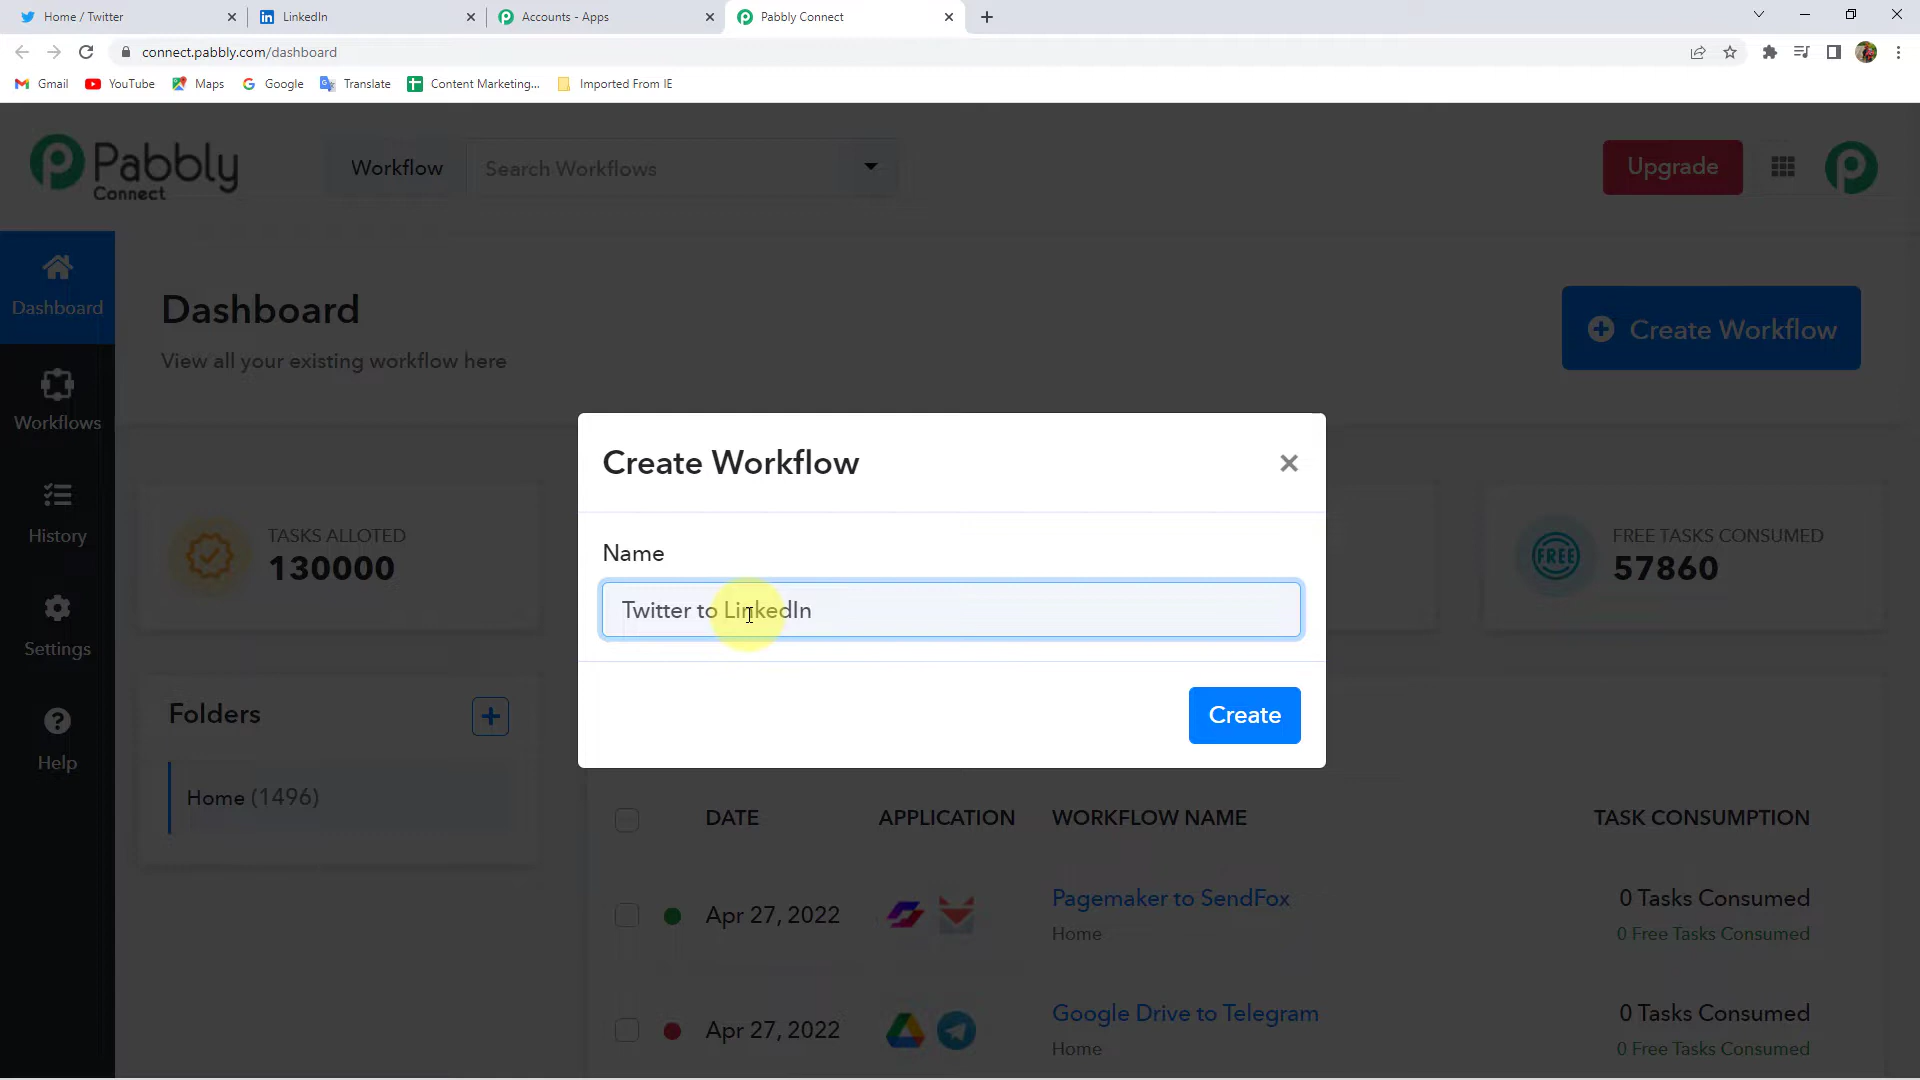 Home / Twitter
LinkedIn
Accounts - Apps
Pabbly Connect
connect.pabbly.com/dashboard
Gmail
YouTube
Maps
Google
Translate
Content Marketing...
Imported From IE
Pabbly
Connect
Workflow
Search Workflows
Upgrade
Dashboard
Workflows
History
Settings
Help
Dashboard
View all your existing workflow here
Create Workflow
TASKS ALLOTED
130000
FREE
FREE TASKS CONSUMED
57860
Create Workflow
Name
Twitter to LinkedIn
Create
Folders
Home (1496)
DATE APPLICATION WORKFLOW NAME TASK CONSUMPTION
Apr 27, 2022 Pagemaker to SendFox 0 Tasks Consumed
Home 0 Free Tasks Consumed
Apr 27, 2022 Google Drive to Telegram 0 Tasks Consumed
Home 0 Free Tasks Consumed